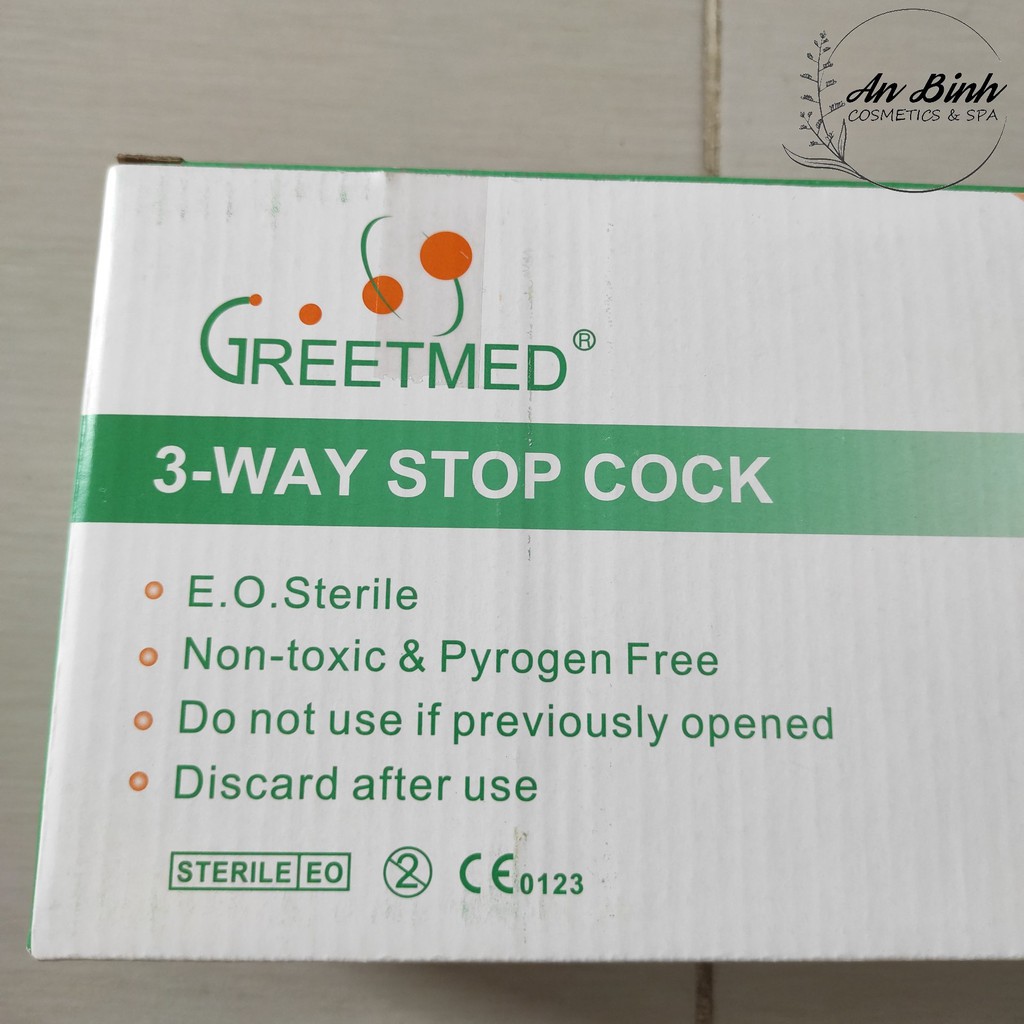 An Binh
COSMETICS & SPA
GREETMED®
3-WAY STOP COCK
E.O.Sterile
Non-toxic & Pyrogen Free
Do not use if previously opened
Discard after use
STERILE EO
2
CE 0123